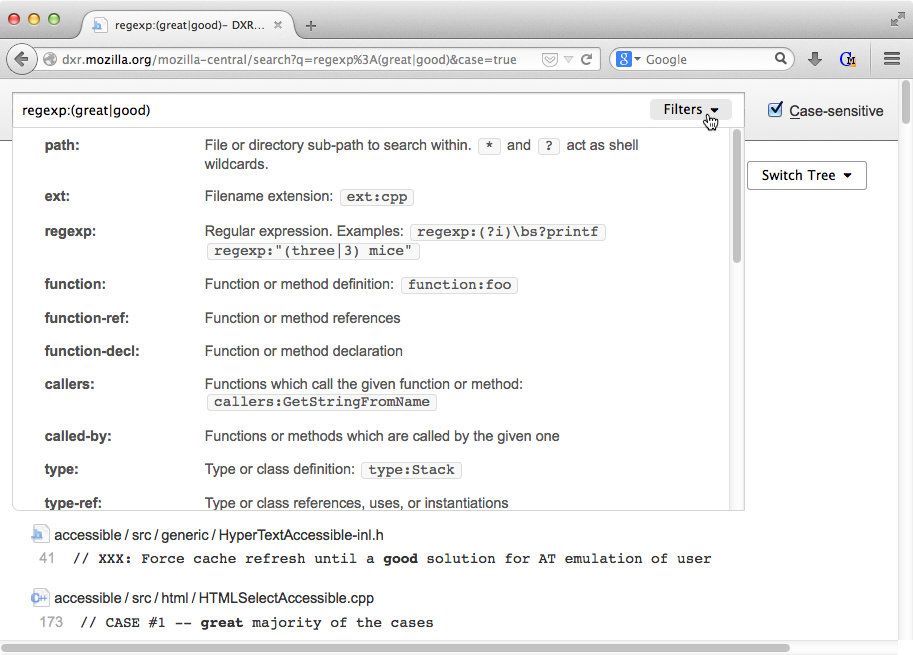 regexp:(great|good)– DXR...
dxr.mozilla.org/mozilla-central/search?q=regexp%3A(great|good)&case=true
Google
regexp:(great|good)
Filters
Case-sensitive
path: File or directory sub-path to search within. * and ? act as shell
wildcards.
Switch Tree
ext: Filename extension: ext:cpp
regexp: Regular expression. Examples: regexp:(?i)\bs?printf
regexp:"(three|3) mice"
function: Function or method definition: function:foo
function-ref: Function or method references
function-decl: Function or method declaration
callers: Functions which call the given function or method:
callers:GetStringFromName
called-by: Functions or methods which are called by the given one
type: Type or class definition: type:Stack
type-ref: Type or class references, uses, or instantiations
accessible / src / generic / HyperTextAccessible-inl.h
41 // XXX: Force cache refresh until a good solution for AT emulation of user
accessible / src / html / HTMLSelectAccessible.cpp
173 // CASE #1 -- great majority of the cases